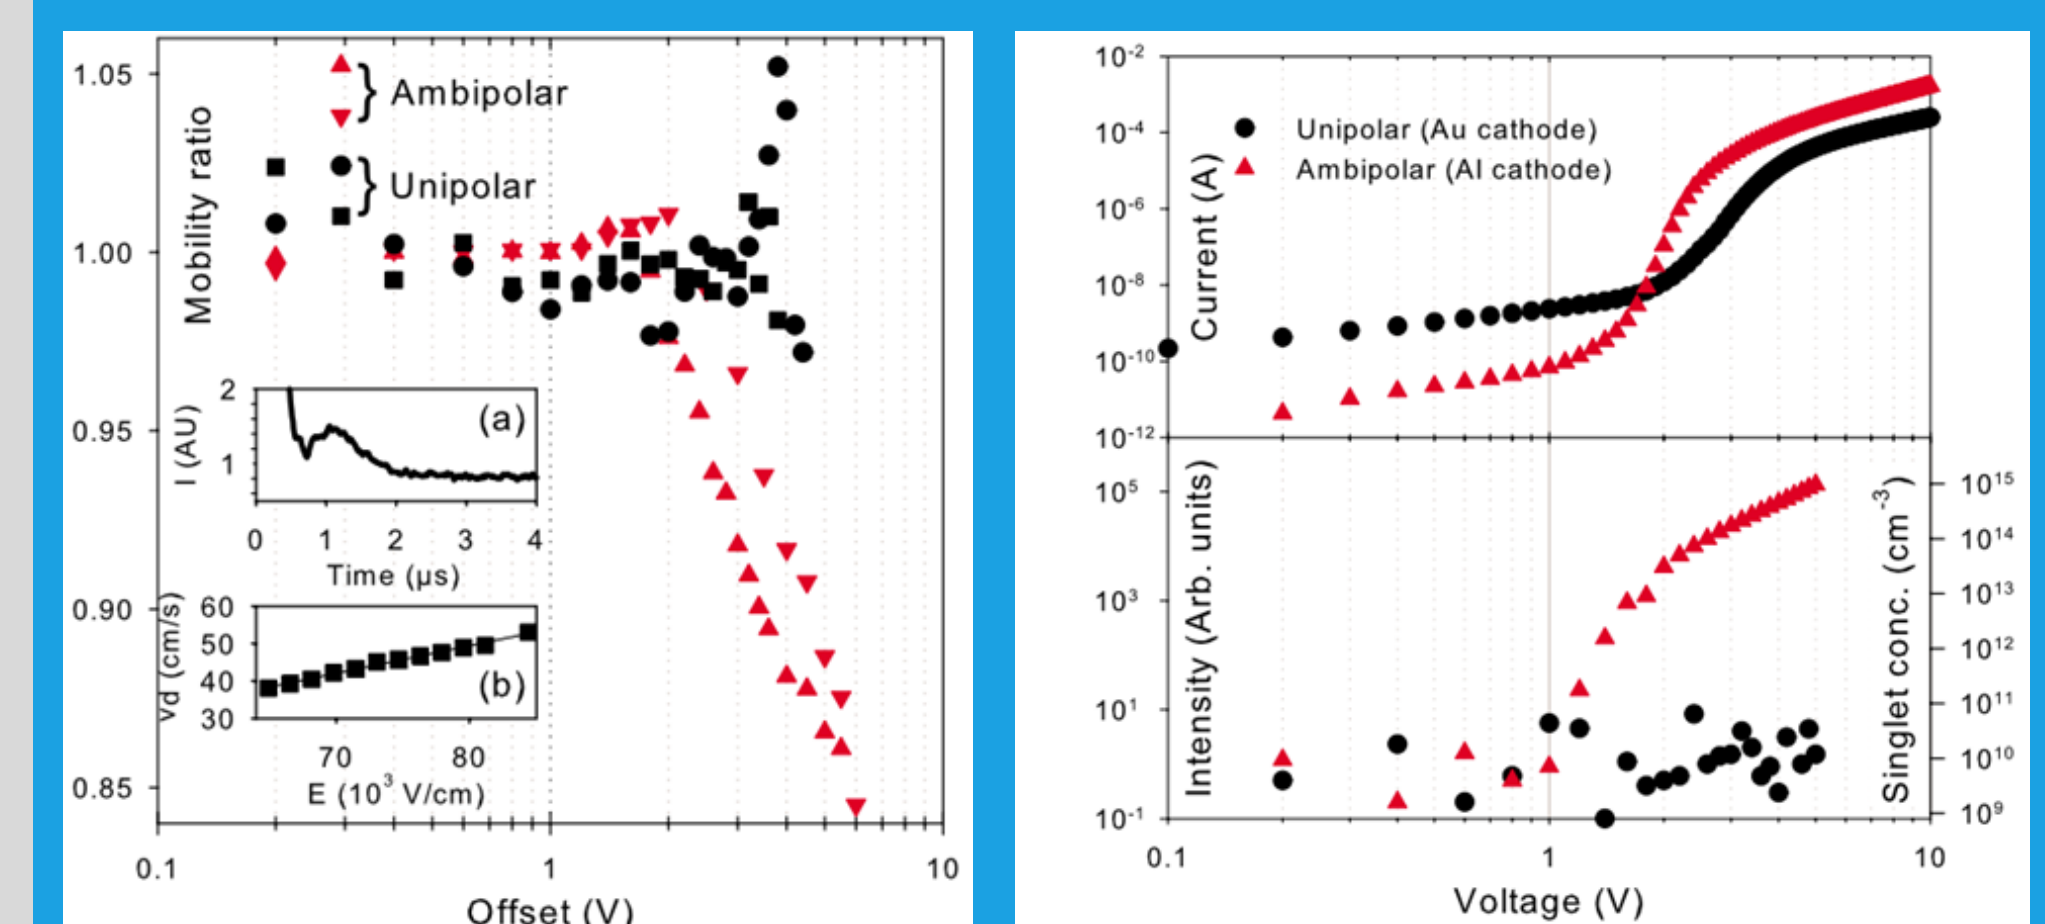 1.05
1.00
0.95
0.90
0.85
Mobility ratio
Ambipolar
Unipolar
2
1
I (AU)
(a)
0 1 2 3 4
Time (µs)
60
50
40
30
vd (cm/s)
(b)
70 80
E (10³ V/cm)
0.1 1 10
Offset (V)
10⁻²
10⁻⁴
10⁻⁶
10⁻⁸
10⁻¹⁰
10⁻¹²
Current (A)
Unipolar (Au cathode)
Ambipolar (Al cathode)
10⁵
10³
10¹
10⁻¹
Intensity (Arb. units)
10¹⁵
10¹⁴
10¹³
10¹²
10¹¹
10¹⁰
10⁹
Singlet conc. (cm⁻³)
0.1 1 10
Voltage (V)